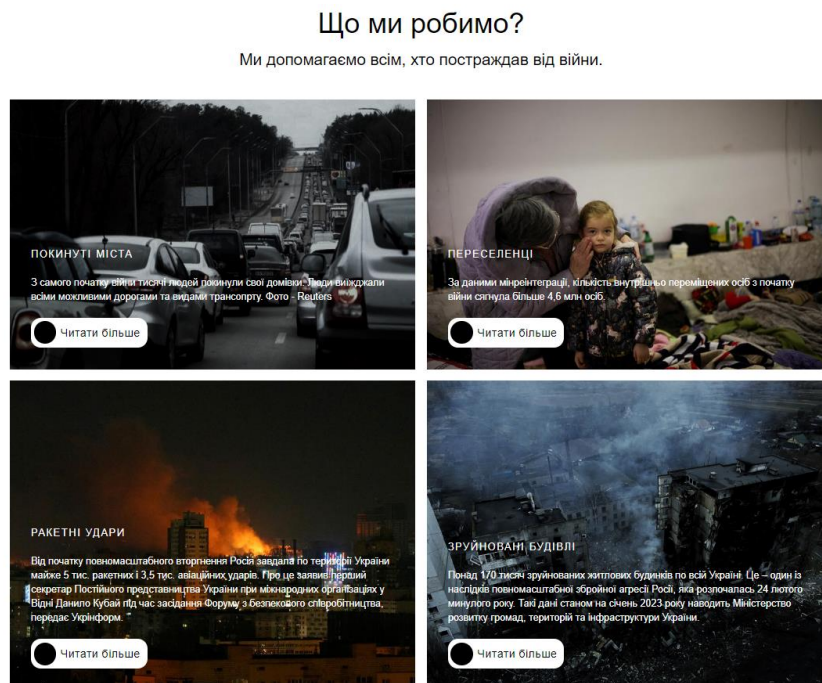 Що ми робимо?
Ми допомагаємо всім, хто постраждав від війни.
ПОКИНУТІ МІСТА
З самого початку війни тисячі людей покинули свої домівки. Люди виїжджали
всіми можливими дорогами та видами трансопрту. Фото - Reuters
Читати більше
ПЕРЕСЕЛЕНЦІ
За даними мінреінтеграції, кількість внутрішньо переміщених осіб з початку
війни сягнула більше 4,6 млн осіб.
Читати більше
РАКЕТНІ УДАРИ
Від початку повномасштабного вторгнення Росія завдала по території України
майже 5 тис. ракетних і 3,5 тис. авіаційних ударів. Про це заявив перший
секретар Постійного представництва України при міжнародних організаціях у
Відні Данило Кубай під час засідання Форуму з безпекового співробітництва,
передає Укрінформ.
Читати більше
ЗРУЙНОВАНІ БУДІВЛІ
Понад 170 тисяч зруйнованих житлових будинків по всій Україні. Це – один із
наслідків повномасштабної збройної агресії Росії, яка розпочалась 24 лютого
минулого року. Такі дані станом на січень 2023 року наводить Міністерство
розвитку громад, територій та інфраструктури України.
Читати більше